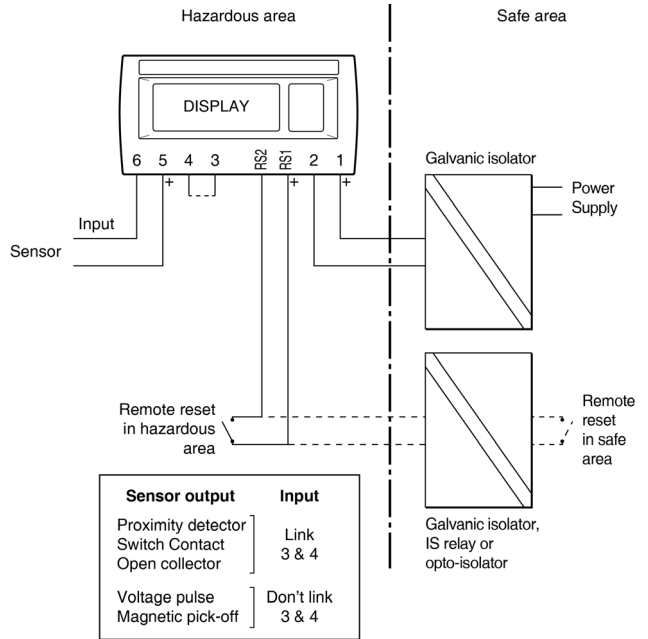 Hazardous area
Safe area
DISPLAY
6 5 4 3 RS2 RS1 2 1
+ + +
Galvanic isolator
Power
Supply
Input
Sensor
Remote reset
in hazardous
area
Remote
reset
in safe
area
Galvanic isolator,
IS relay or
opto-isolator
Sensor output Input
Proximity detector
Switch Contact
Open collector
Link
3 & 4
Voltage pulse
Magnetic pick-off
Don't link
3 & 4